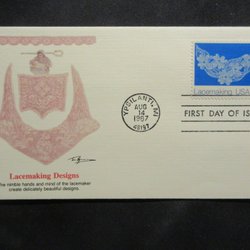 Lacemaking USA
YPSILANTI, MI
AUG
14
1987
48197
FIRST DAY OF IS
Lacemaking Designs
The nimble hands and mind of the lacemaker
create delicately beautiful designs.